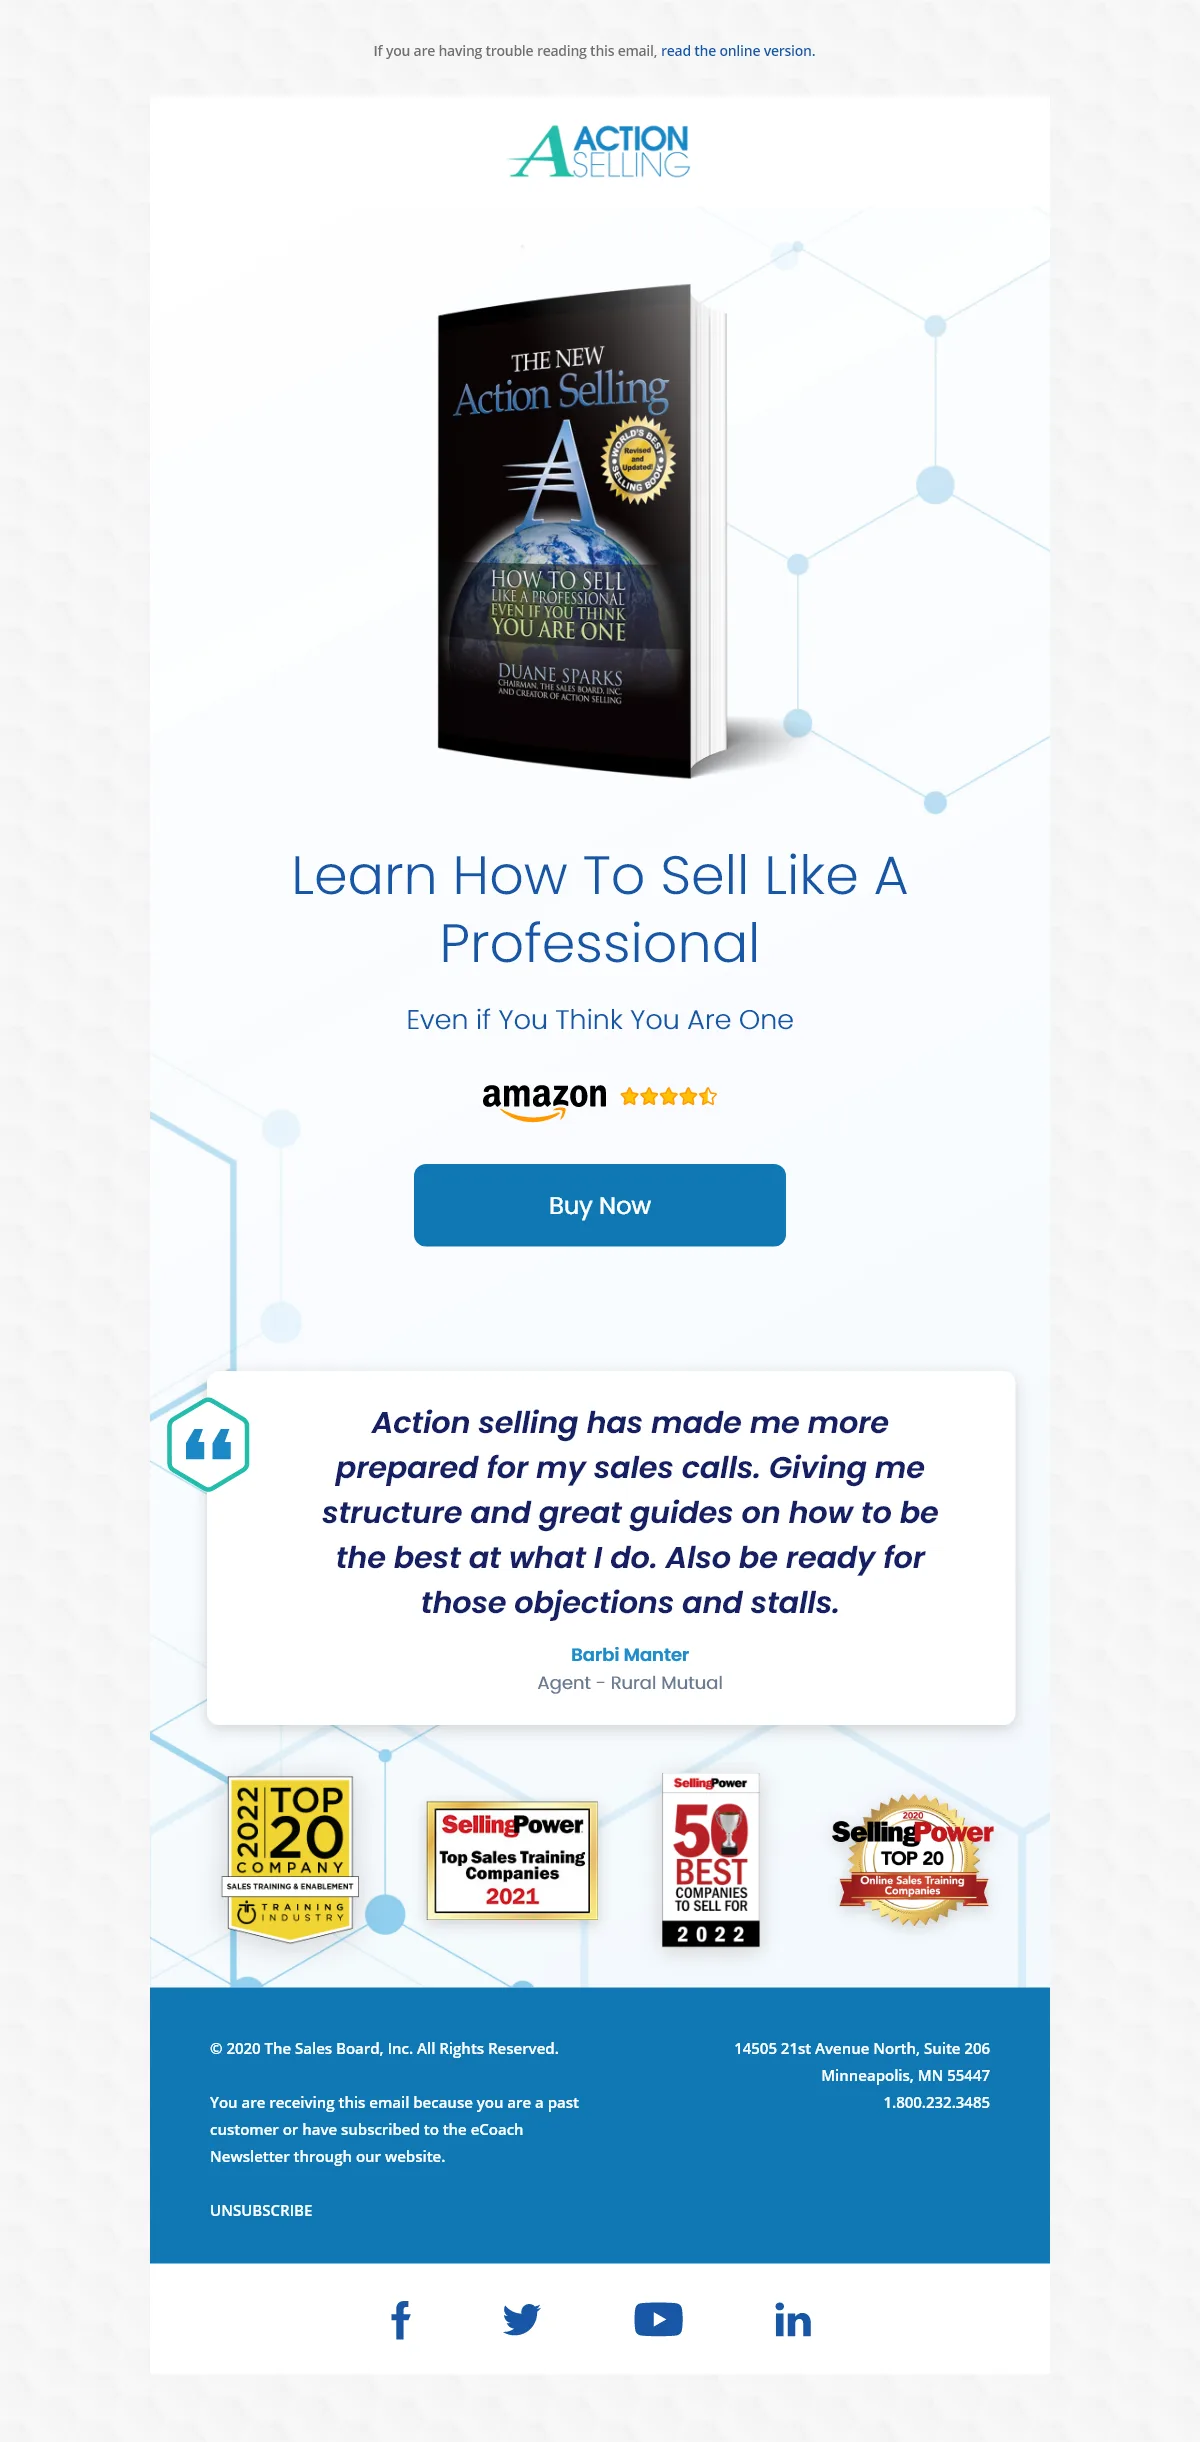 If you are having trouble reading this email, read the online version.
ACTION
SELLING
THE NEW
Action Selling
WORLD'S BEST
Revised
and
Updated!
SELLING BOOK
HOW TO SELL
LIKE A PROFESSIONAL
EVEN IF YOU THINK
YOU ARE ONE
DUANE SPARKS
CHAIRMAN, THE SALES BOARD, INC.
AND CREATOR OF ACTION SELLING
Learn How To Sell Like A
Professional
Even if You Think You Are One
amazon
Buy Now
Action selling has made me more
prepared for my sales calls. Giving me
structure and great guides on how to be
the best at what I do. Also be ready for
those objections and stalls.
Barbi Manter
Agent - Rural Mutual
2022 TOP
20
COMPANY
SALES TRAINING & ENABLEMENT
TRAINING
INDUSTRY
SellingPower
Top Sales Training
Companies
2021
SellingPower
50
BEST
COMPANIES
TO SELL FOR
2022
2020
SellingPower
TOP 20
Online Sales Training
Companies
© 2020 The Sales Board, Inc. All Rights Reserved.
You are receiving this email because you are a past
customer or have subscribed to the eCoach
Newsletter through our website.
UNSUBSCRIBE
14505 21st Avenue North, Suite 206
Minneapolis, MN 55447
1.800.232.3485